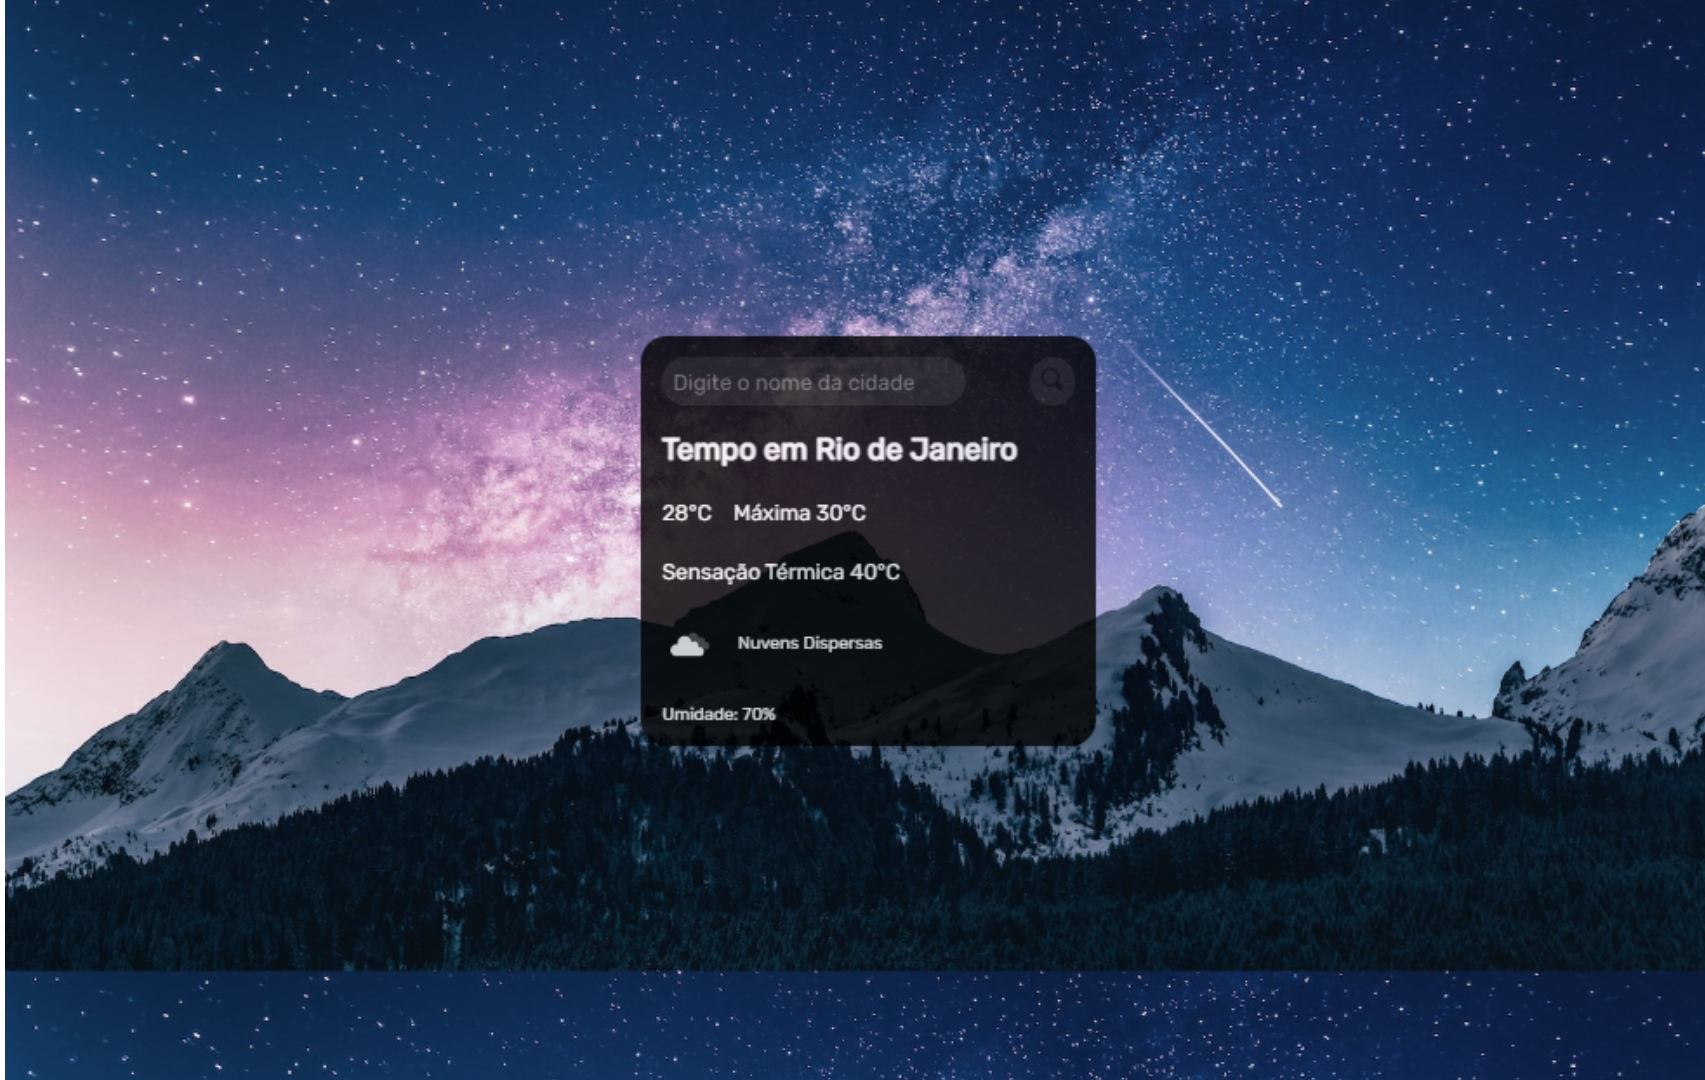 Digite o nome da cidade
Tempo em Rio de Janeiro
28°C Máxima 30°C
Sensação Térmica 40°C
Nuvens Dispersas
Umidade: 70%